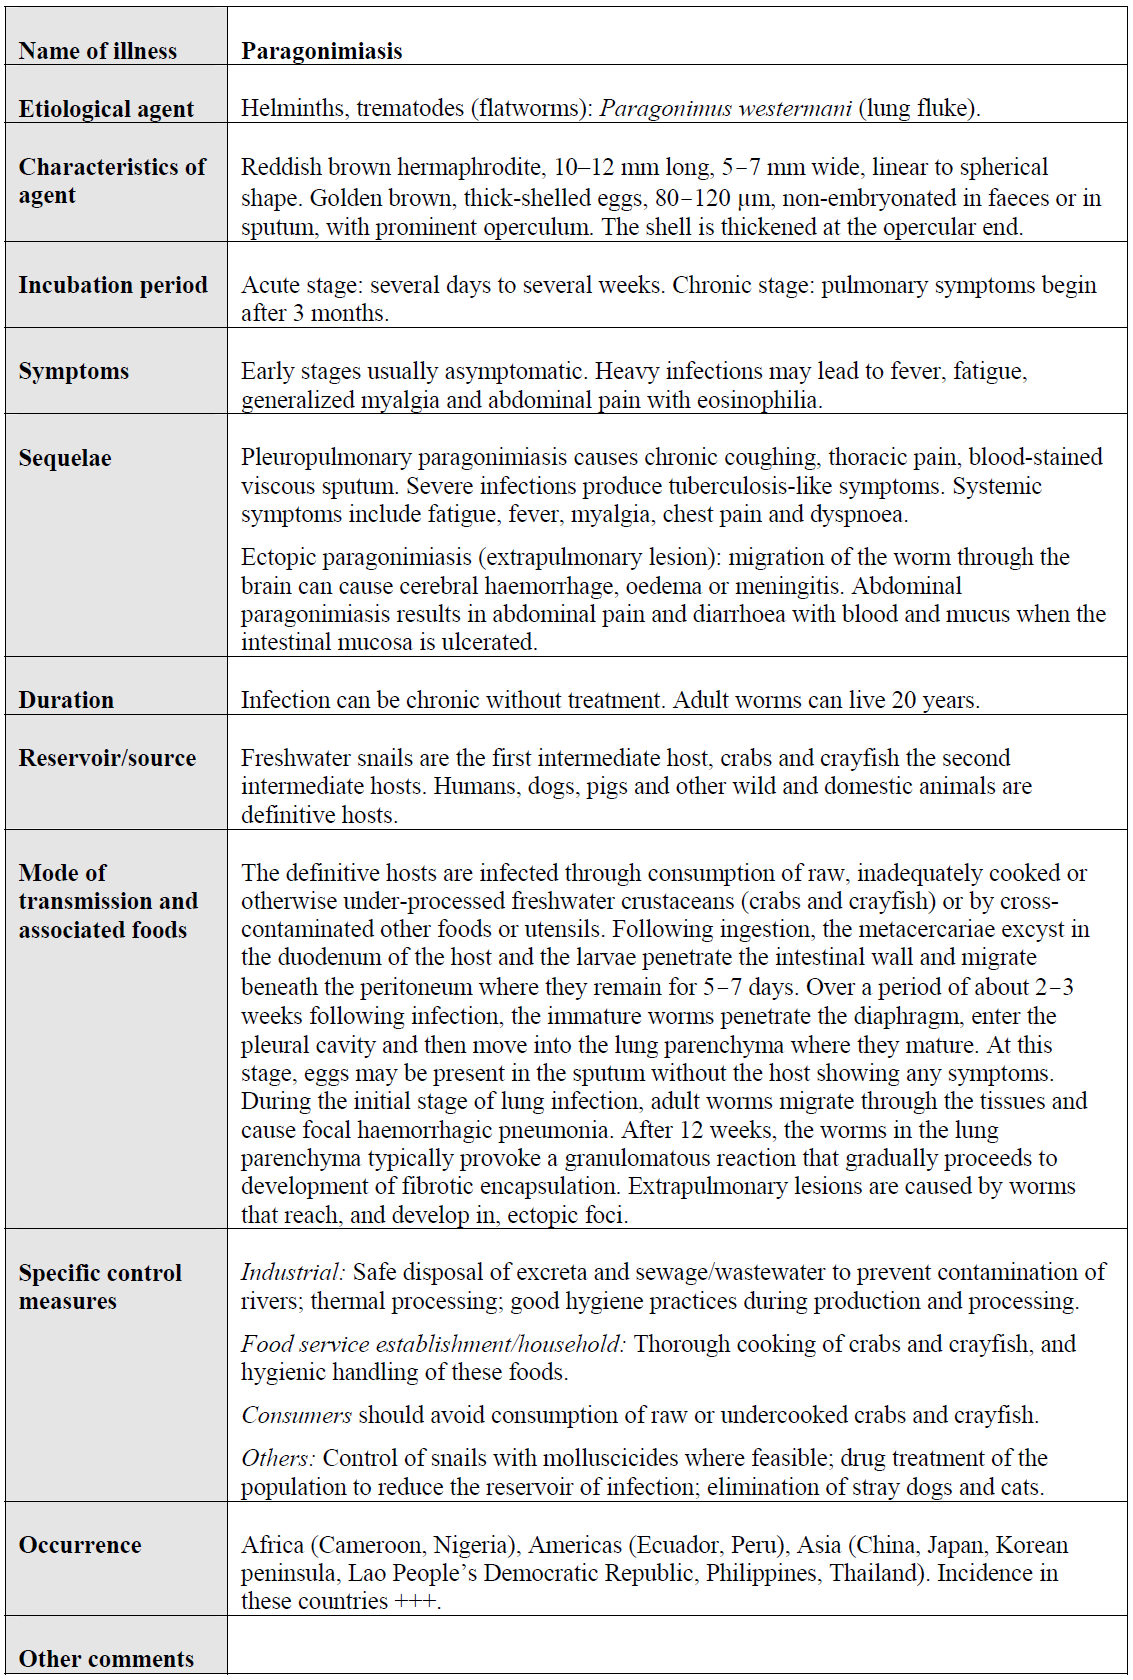 Name of illness
Paragonimiasis
Etiological agent
Helminths, trematodes (flatworms): Paragonimus westermani (lung fluke).
Characteristics of
agent
Reddish brown hermaphrodite, 10–12 mm long, 5–7 mm wide, linear to spherical
shape. Golden brown, thick-shelled eggs, 80–120 µm, non-embryonated in faeces or in
sputum, with prominent operculum. The shell is thickened at the opercular end.
Incubation period
Acute stage: several days to several weeks. Chronic stage: pulmonary symptoms begin
after 3 months.
Symptoms
Early stages usually asymptomatic. Heavy infections may lead to fever, fatigue,
generalized myalgia and abdominal pain with eosinophilia.
Sequelae
Pleuropulmonary paragonimiasis causes chronic coughing, thoracic pain, blood-stained
viscous sputum. Severe infections produce tuberculosis-like symptoms. Systemic
symptoms include fatigue, fever, myalgia, chest pain and dyspnoea.
Ectopic paragonimiasis (extrapulmonary lesion): migration of the worm through the
brain can cause cerebral haemorrhage, oedema or meningitis. Abdominal
paragonimiasis results in abdominal pain and diarrhoea with blood and mucus when the
intestinal mucosa is ulcerated.
Duration
Infection can be chronic without treatment. Adult worms can live 20 years.
Reservoir/source
Freshwater snails are the first intermediate host, crabs and crayfish the second
intermediate hosts. Humans, dogs, pigs and other wild and domestic animals are
definitive hosts.
Mode of
transmission and
associated foods
The definitive hosts are infected through consumption of raw, inadequately cooked or
otherwise under-processed freshwater crustaceans (crabs and crayfish) or by cross-
contaminated other foods or utensils. Following ingestion, the metacercariae excyst in
the duodenum of the host and the larvae penetrate the intestinal wall and migrate
beneath the peritoneum where they remain for 5–7 days. Over a period of about 2–3
weeks following infection, the immature worms penetrate the diaphragm, enter the
pleural cavity and then move into the lung parenchyma where they mature. At this
stage, eggs may be present in the sputum without the host showing any symptoms.
During the initial stage of lung infection, adult worms migrate through the tissues and
cause focal haemorrhagic pneumonia. After 12 weeks, the worms in the lung
parenchyma typically provoke a granulomatous reaction that gradually proceeds to
development of fibrotic encapsulation. Extrapulmonary lesions are caused by worms
that reach, and develop in, ectopic foci.
Specific control
measures
Industrial: Safe disposal of excreta and sewage/wastewater to prevent contamination of
rivers; thermal processing; good hygiene practices during production and processing.
Food service establishment/household: Thorough cooking of crabs and crayfish, and
hygienic handling of these foods.
Consumers should avoid consumption of raw or undercooked crabs and crayfish.
Others: Control of snails with molluscicides where feasible; drug treatment of the
population to reduce the reservoir of infection; elimination of stray dogs and cats.
Occurrence
Africa (Cameroon, Nigeria), Americas (Ecuador, Peru), Asia (China, Japan, Korean
peninsula, Lao People's Democratic Republic, Philippines, Thailand). Incidence in
these countries +++.
Other comments